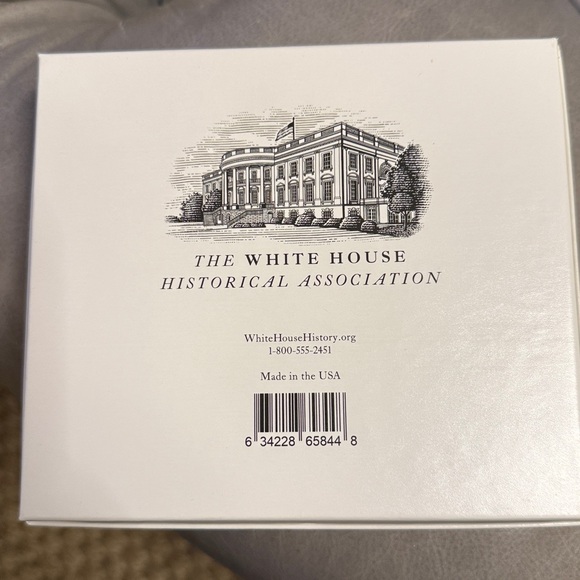 THE WHITE HOUSE
HISTORICAL ASSOCIATION
WhiteHouseHistory.org
1-800-555-2451
Made in the USA
6 34228 65844 8